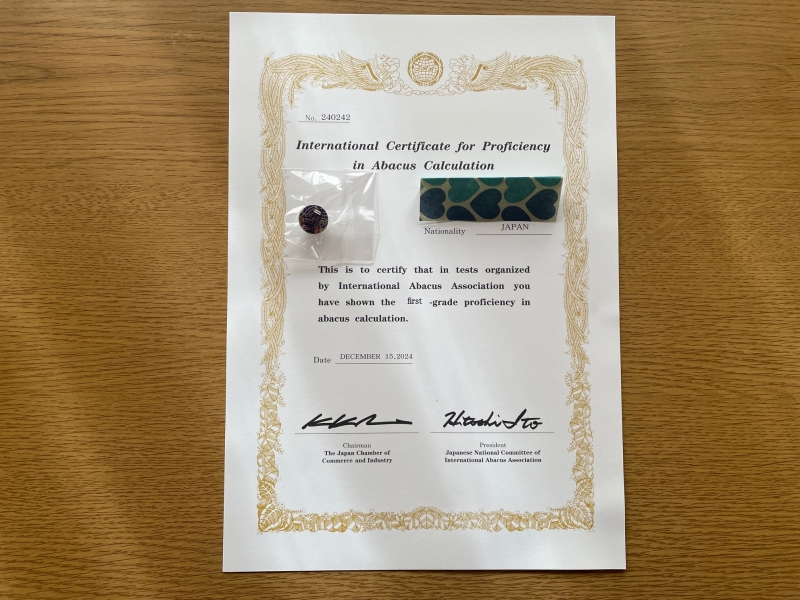 No. 240242
International Certificate for Proficiency
in Abacus Calculation
Nationality JAPAN
This is to certify that in tests organized
by International Abacus Association you
have shown the first -grade proficiency in
abacus calculation.
Date DECEMBER 15,2024
Hitoshi Ito
Chairman
The Japan Chamber of
Commerce and Industry
President
Japanese National Committee of
International Abacus Association